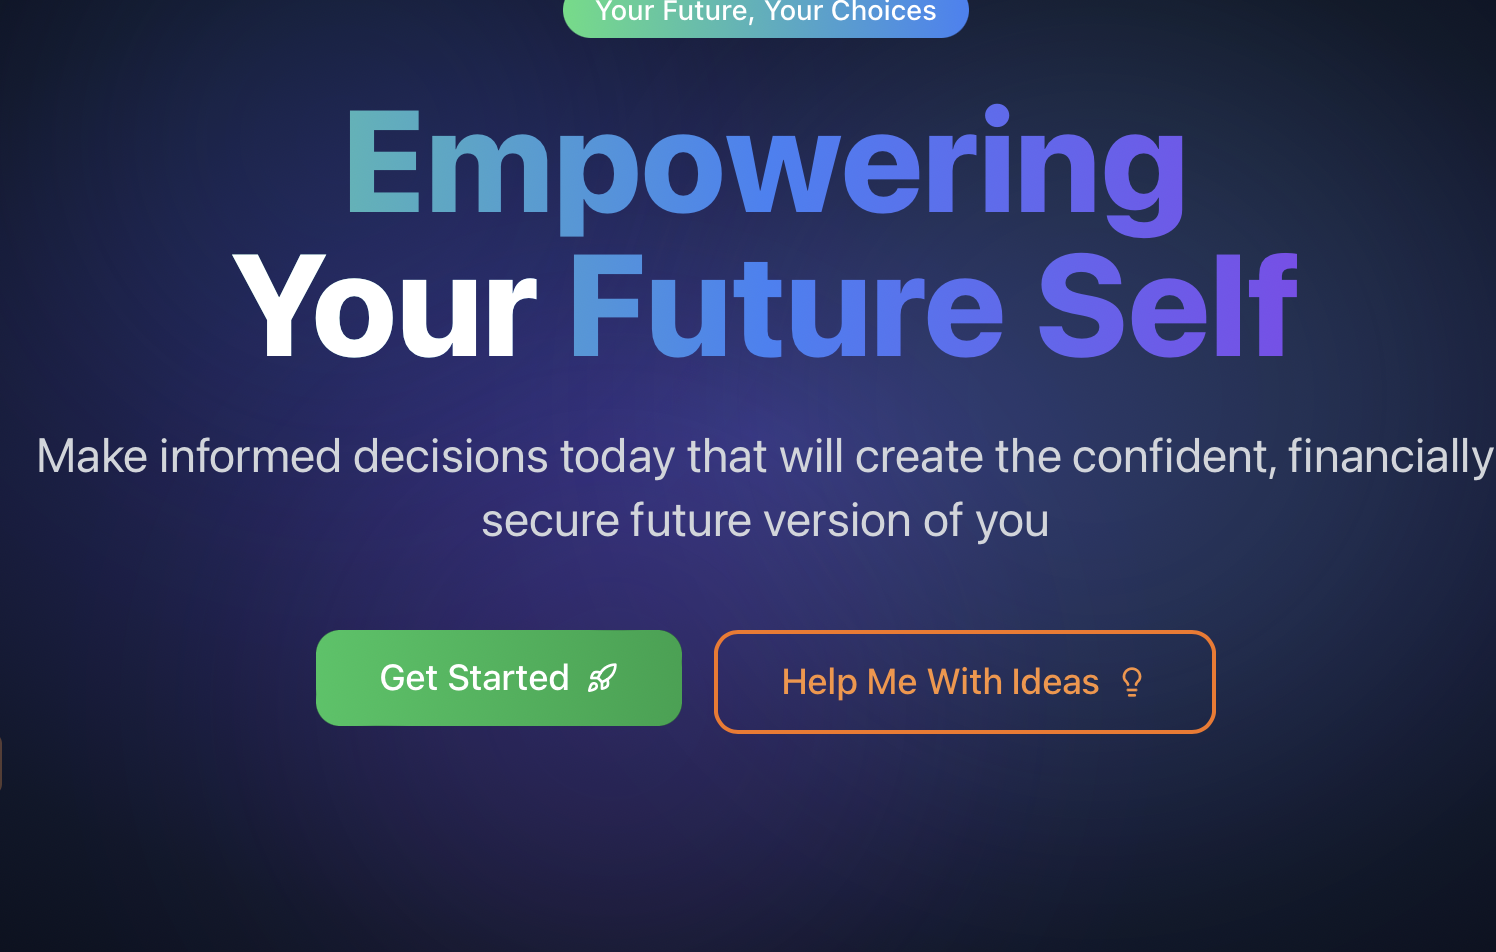 Your Future, Your Choices
Empowering
Your Future Self
Make informed decisions today that will create the confident, financially
secure future version of you
Get Started
Help Me With Ideas